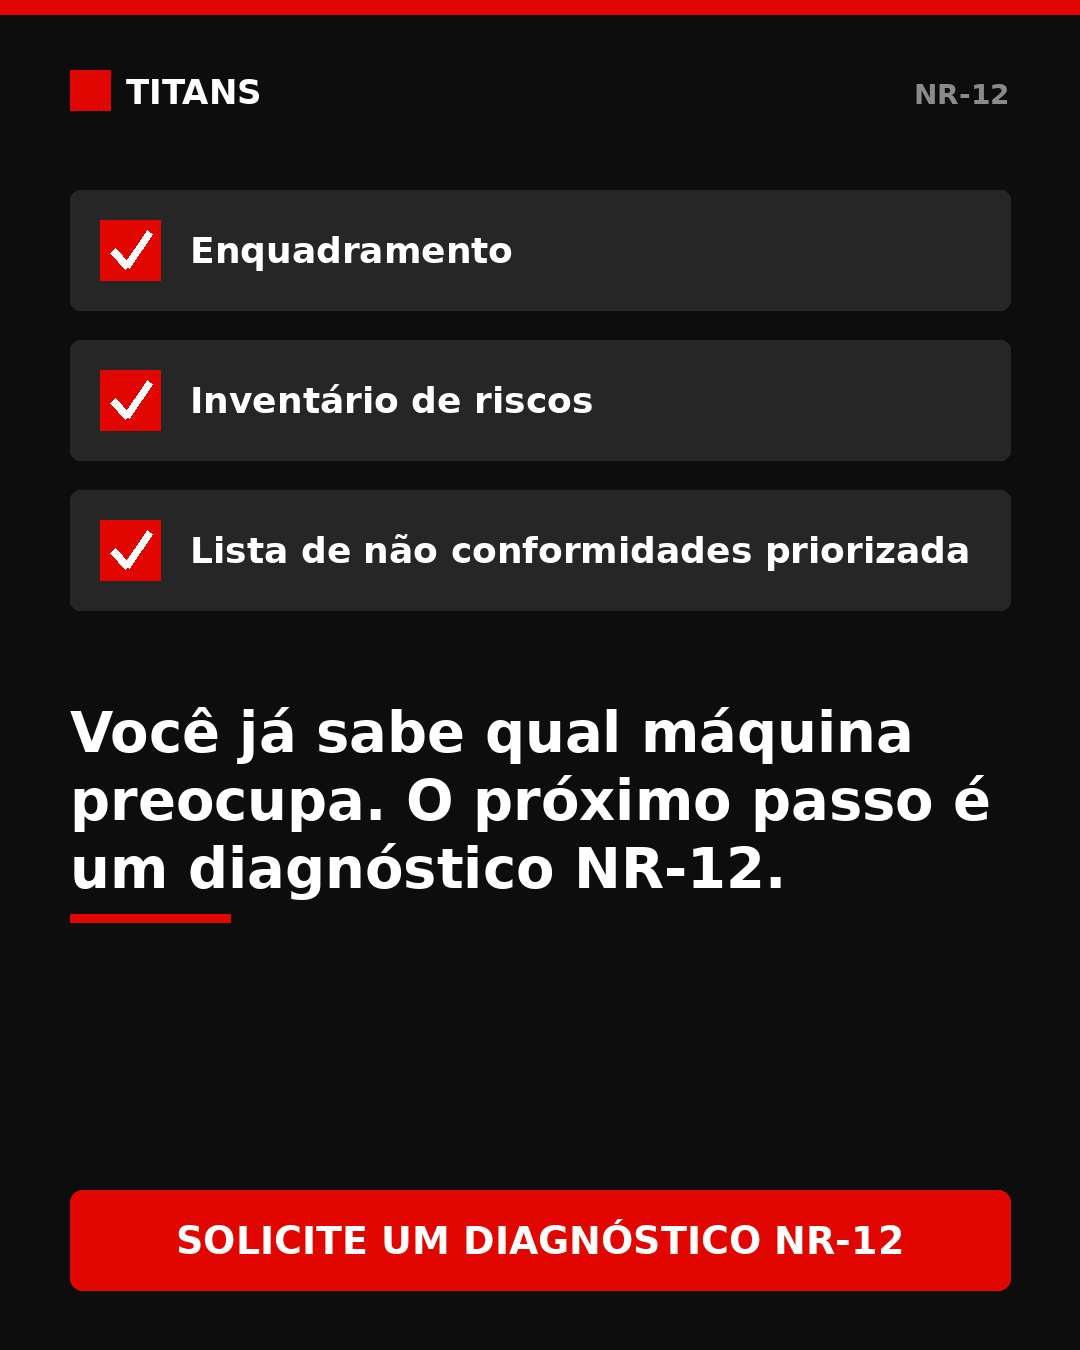 TITANS
NR-12
Enquadramento
Inventário de riscos
Lista de não conformidades priorizada
Você já sabe qual máquina
preocupa. O próximo passo é
um diagnóstico NR-12.
SOLICITE UM DIAGNÓSTICO NR-12